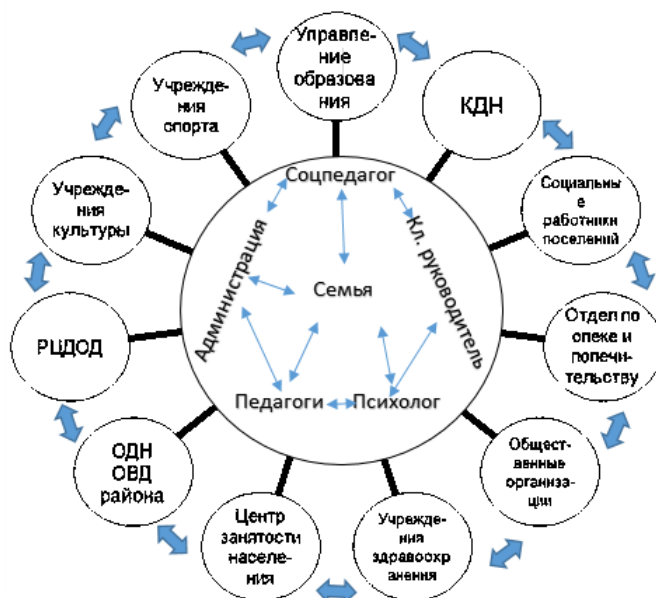 Управле-
ние
образова
ния
КДН
Социальны
е
работники
поселений
Отдел по
опеке и
попечи-
тельству
Общест-
венные
организа-
ции
Учрежде
ния
здравоохр
анения
Центр
занятости
населе-
ния
ОДН
ОВД
района
РЦДОД
Учрежде-
ния
культуры
Учрежде-
ния
спорта
Соцпедагог
Администрация
Кл. руководитель
Семья
Педагоги
Психолог